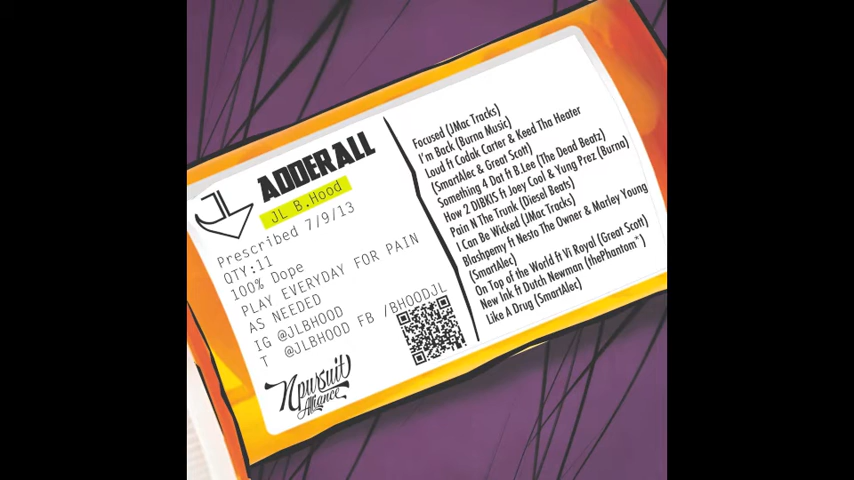 JL
ADDERALL
JL B.Hood
Prescribed 7/9/13
QTY:11
100% Dope
PLAY EVERYDAY FOR PAIN
AS NEEDED
IG @JLBHOOD
T @JLBHOOD FB /BHOODJL
Npursuit
Alliance
Focused (JMac Tracks)
I'm Back (Burna Music)
Loud ft Codak Carter & Keed Tha Heater
(SmartAlec & Great Scott)
Something 4 Dat ft B.Lee (The Dead Beatz)
How 2 DIBKIS ft Joey Cool & Yung Prez (Burna)
Pain N The Trunk (Diesel Beats)
I Can Be Wicked (JMac Tracks)
Blashpemy ft Nesto The Owner & Marley Young
(SmartAlec)
On Top of the World ft Vi Royal (Great Scott)
New Ink ft Dutch Newman (thePhantom*)
Like A Drug (SmartAlec)